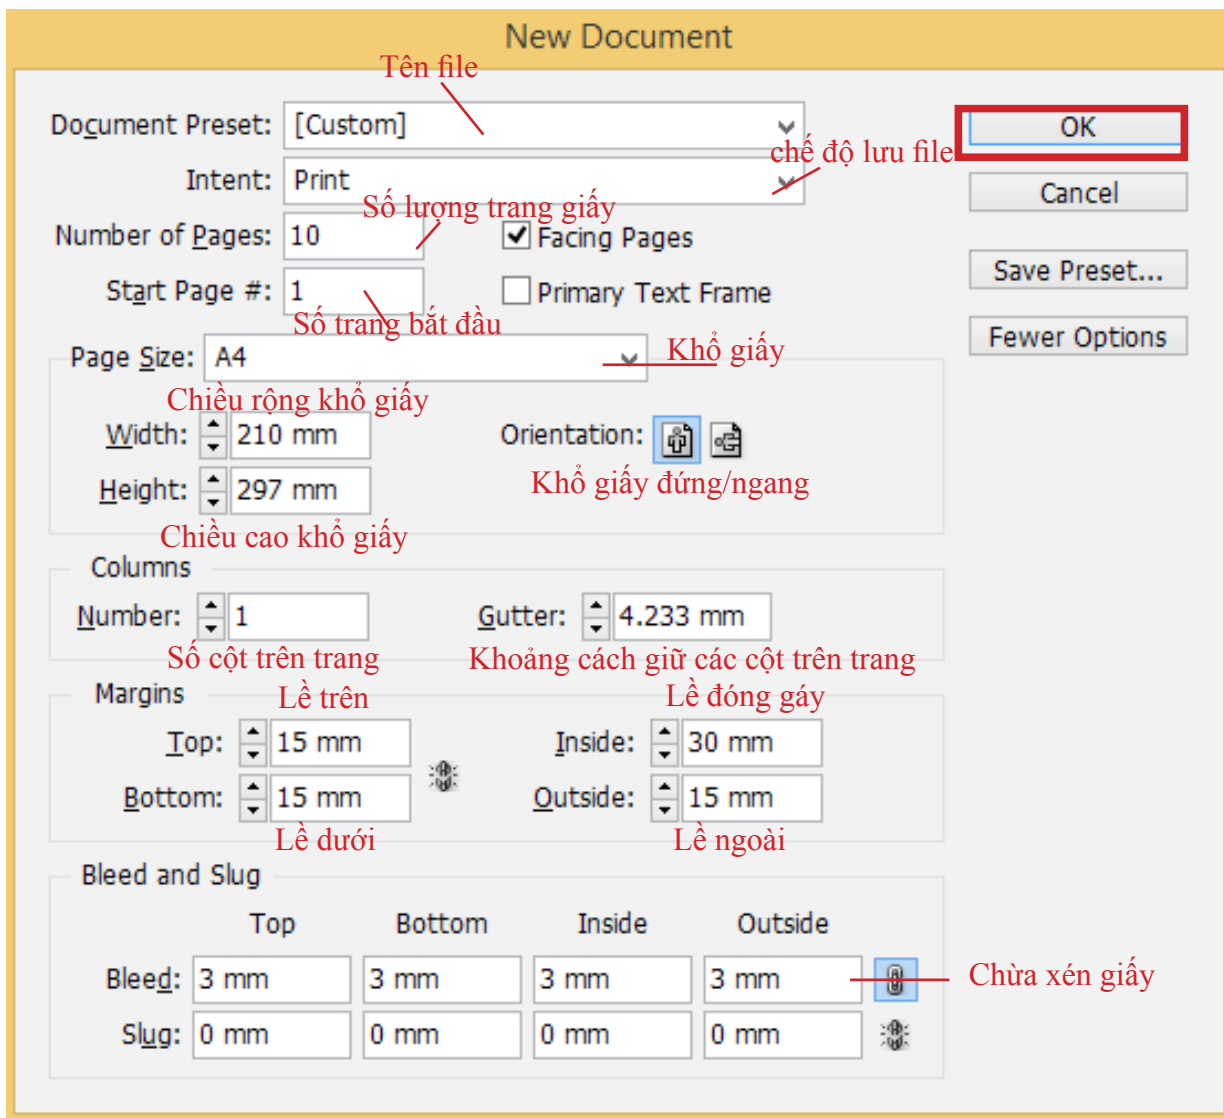 New Document
Tên file
Document Preset: [Custom]
OK
chế độ lưu file
Intent: Print
Cancel
Số lượng trang giấy
Number of Pages: 10
Facing Pages
Save Preset...
Start Page #: 1
Primary Text Frame
Số trang bắt đầu
Fewer Options
Page Size: A4
Khổ giấy
Chiều rộng khổ giấy
Width: 210 mm
Orientation:
Khổ giấy đứng/ngang
Height: 297 mm
Chiều cao khổ giấy
Columns
Number: 1
Gutter: 4.233 mm
Số cột trên trang
Khoảng cách giữ các cột trên trang
Margins
Lề trên
Lề đóng gáy
Top: 15 mm
Inside: 30 mm
Bottom: 15 mm
Outside: 15 mm
Lề dưới
Lề ngoài
Bleed and Slug
Top Bottom Inside Outside
Bleed: 3 mm 3 mm 3 mm 3 mm
Chừa xén giấy
Slug: 0 mm 0 mm 0 mm 0 mm